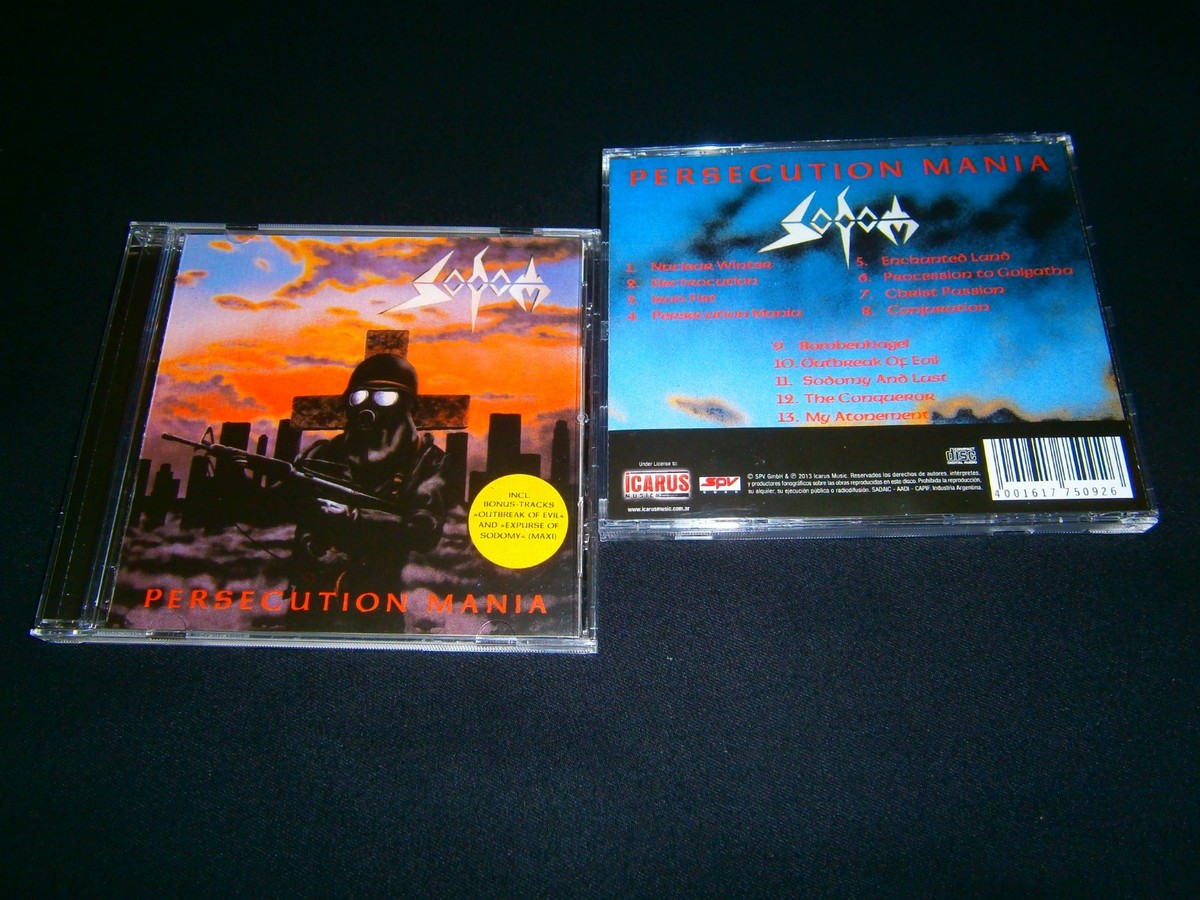 SODOM
INCL.
BONUS-TRACKS
»OUTBREAK OF EVIL«
AND »EXPURSE OF
SODOMY« (MAXI)
PERSECUTION MANIA
PERSECUTION MANIA
SODOM
1. Nuclear Winter
2. Electrocution
3. Iron Fist
4. Persecution Mania
5. Enchanted Land
6. Procession to Golgatha
7. Christ Passion
8. Conjuration
9. Bombenhagel
10. Outbreak Of Evil
11. Sodomy And Lust
12. The Conqueror
13. My Atonement
Under License to:
ICARUS
MUSIC
www.icarusmusic.com.ar
SPV
© SPV GmbH & ℗ 2013 Icarus Music. Reservados los derechos de autores, intérpretes,
y productores fonográficos sobre las obras reproducidas en este disco. Prohibida la reproducción,
su alquiler, su ejecución pública o radiodifusión. SADAIC - AADI - CAPIF. Industria Argentina.
disc
DIGITAL AUDIO
4001617 750926